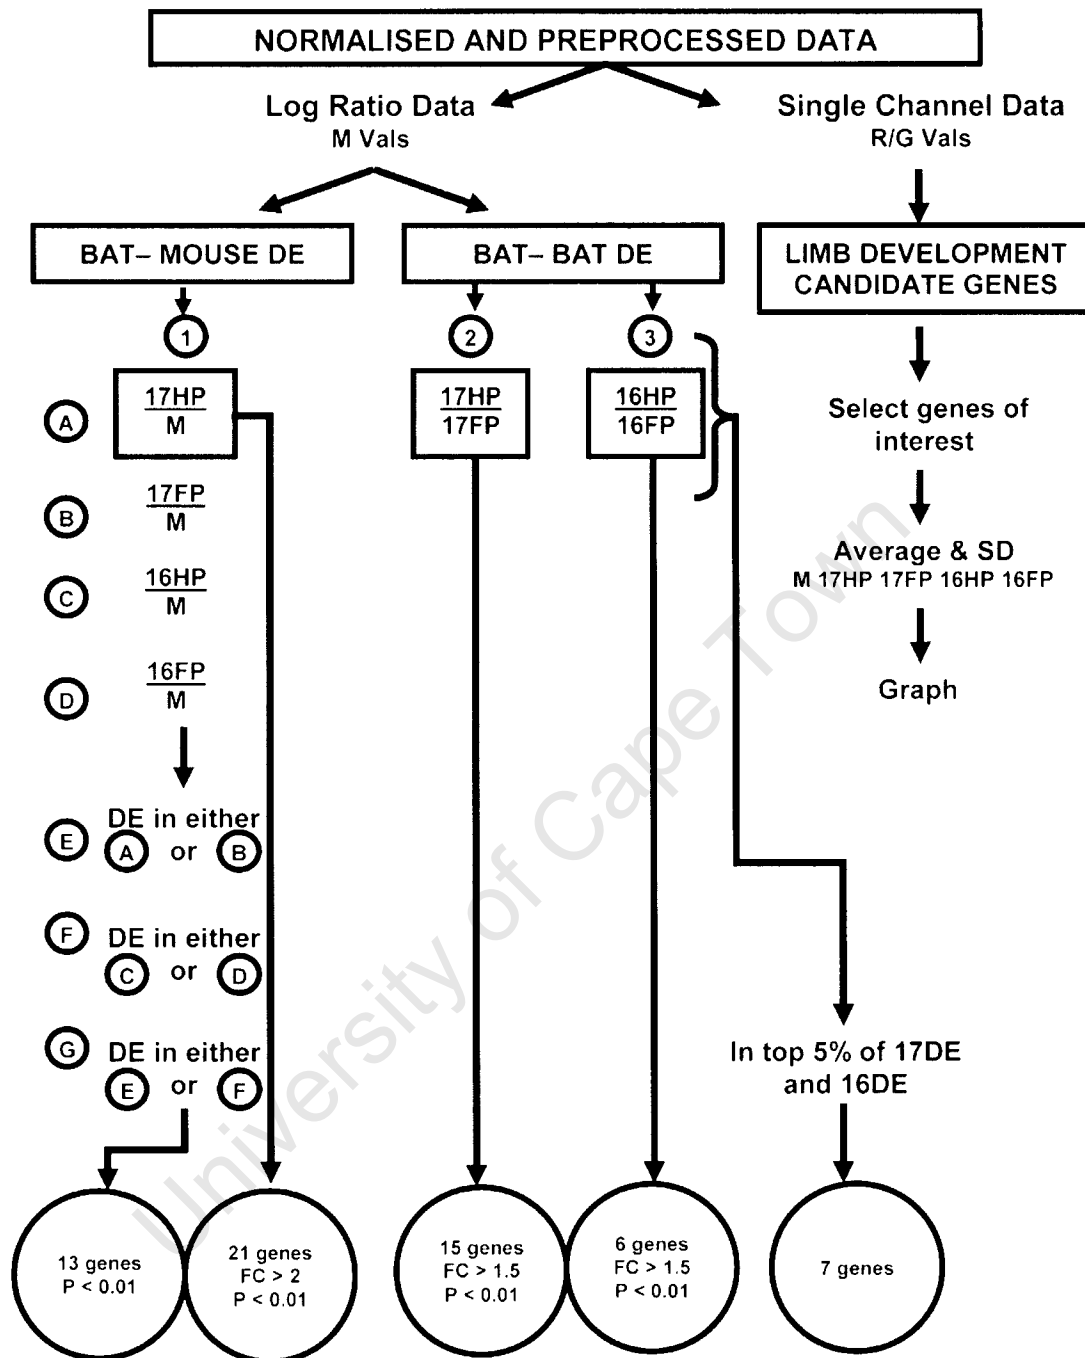 NORMALISED AND PREPROCESSED DATA
Log Ratio Data
M Vals
Single Channel Data
R/G Vals
BAT– MOUSE DE
BAT– BAT DE
LIMB DEVELOPMENT
CANDIDATE GENES
1
2
3
A
17HP
M
17HP
17FP
16HP
16FP
Select genes of
interest
B
17FP
M
Average & SD
M 17HP 17FP 16HP 16FP
C
16HP
M
D
16FP
M
Graph
E
DE in either
A or B
F
DE in either
C or D
G
DE in either
E or F
In top 5% of 17DE
and 16DE
13 genes
P < 0.01
21 genes
FC > 2
P < 0.01
15 genes
FC > 1.5
P < 0.01
6 genes
FC > 1.5
P < 0.01
7 genes
University of Cape Town